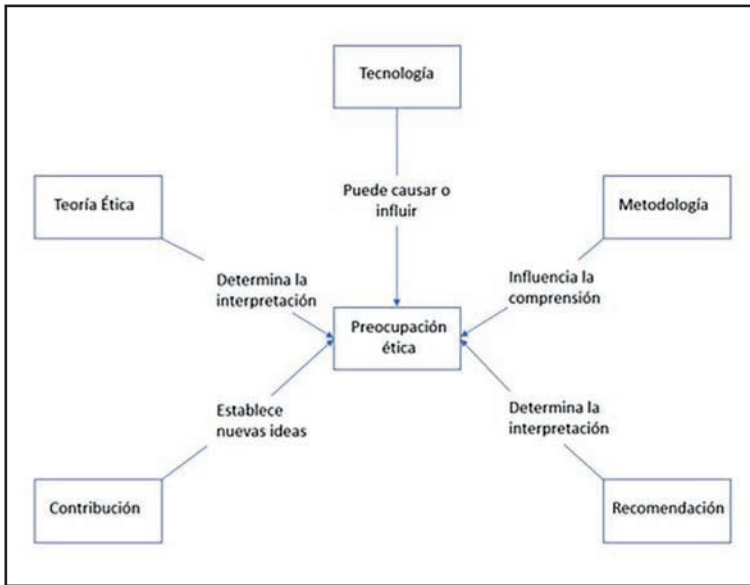 Tecnología
Puede causar o
influir
Teoría Ética
Metodología
Determina la
interpretación
Influencia la
comprensión
Preocupación
ética
Establece
nuevas ideas
Determina la
interpretación
Contribución
Recomendación